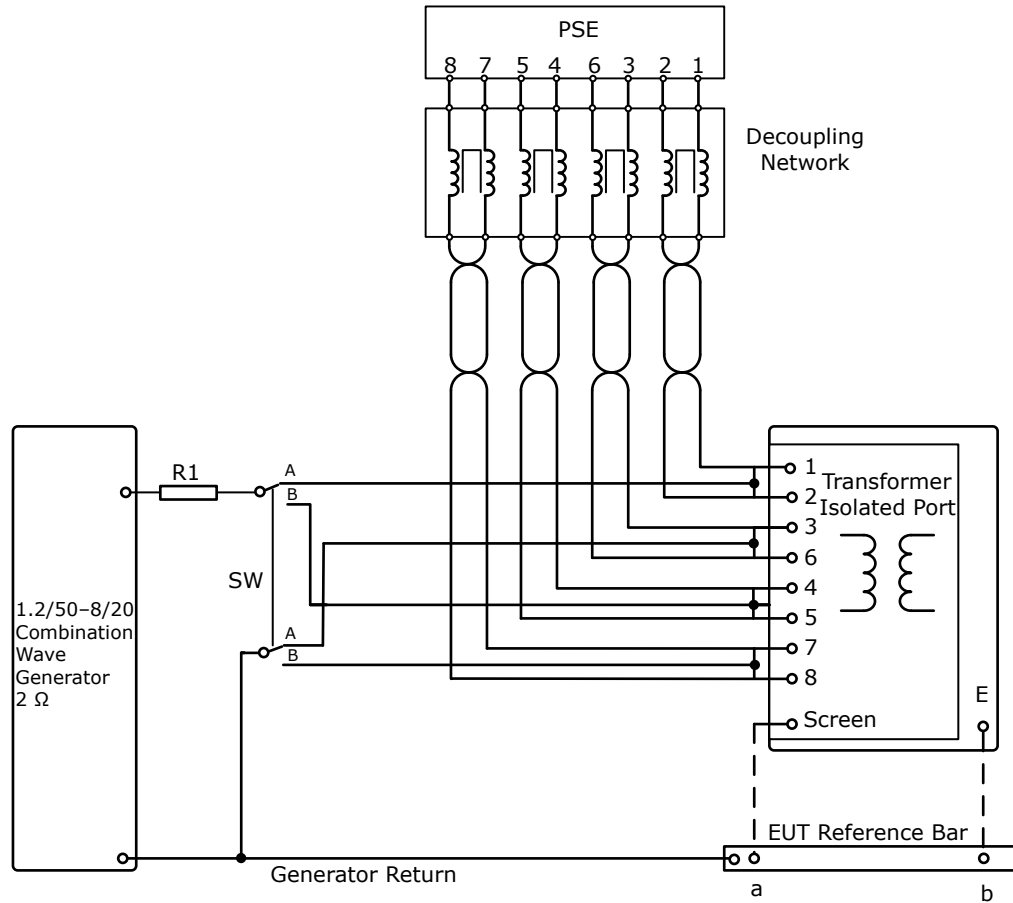 PSE
8 7 5 4 6 3 2 1
Decoupling
Network
R1
A
B
SW
A
B
1.2/50–8/20
Combination
Wave
Generator
2 Ω
1
2
3
6
4
5
7
8
Screen
Transformer
Isolated Port
E
EUT Reference Bar
Generator Return
a
b